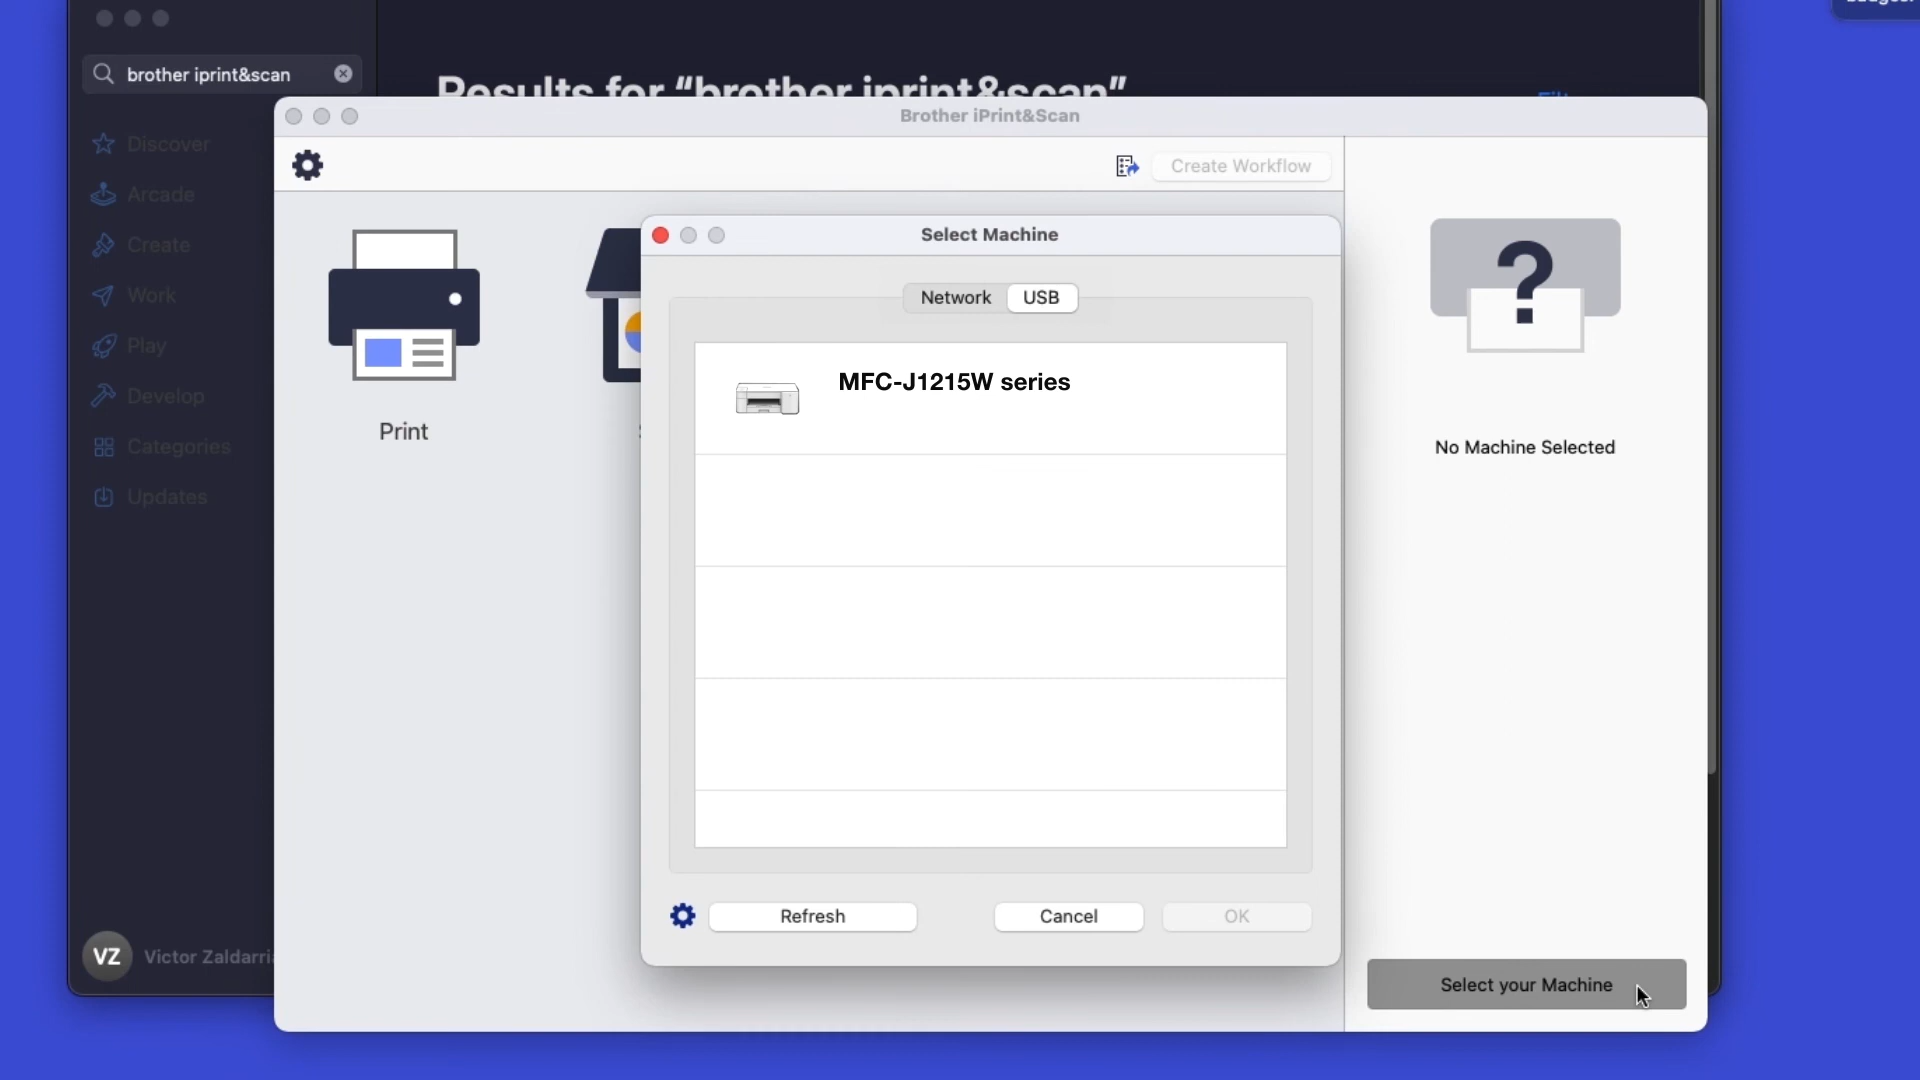 brother iprint&scan
Results for “brother iprint&scan”
Discover
Arcade
Create
Work
Play
Develop
Categories
Updates
VZ
Victor Zaldarri
Brother iPrint&Scan
Create Workflow
Print
Select Machine
Network
USB
MFC-J1215W series
Refresh
Cancel
OK
No Machine Selected
Select your Machine